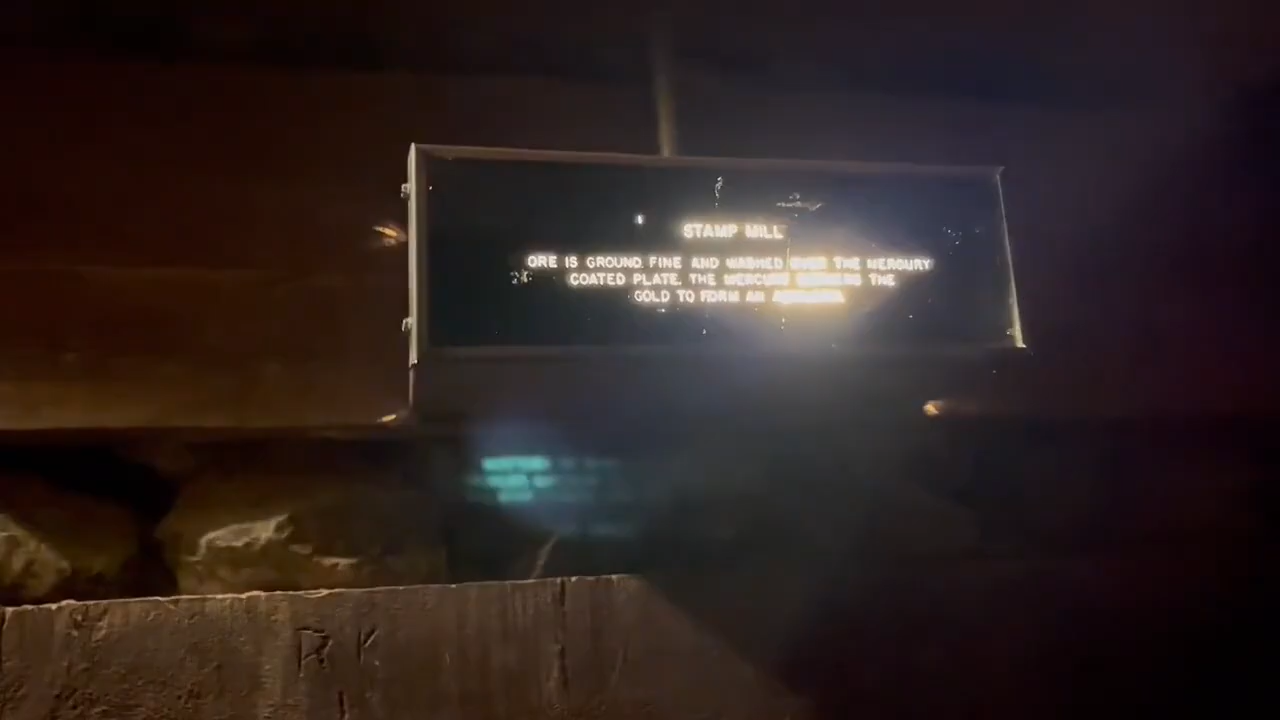 STAMP MILL
ORE IS GROUND FINE AND WASHED OVER THE MERCURY
COATED PLATE. THE MERCURY THE
GOLD TO FORM AN
R K